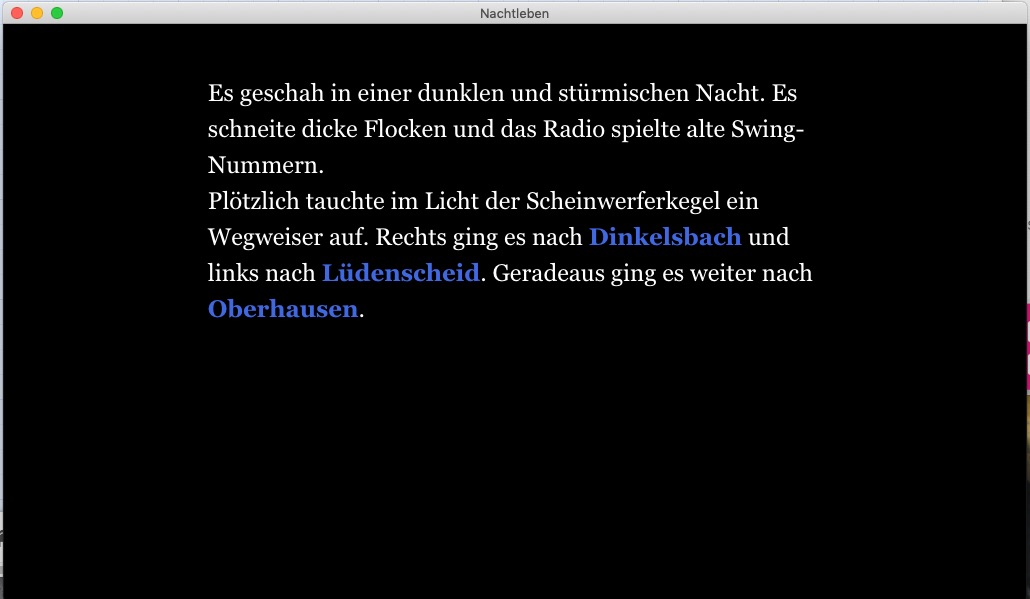 Nachtleben
Es geschah in einer dunklen und stürmischen Nacht. Es
schneite dicke Flocken und das Radio spielte alte Swing-
Nummern.
Plötzlich tauchte im Licht der Scheinwerferkegel ein
Wegweiser auf. Rechts ging es nach Dinkelsbach und
links nach Lüdenscheid. Geradeaus ging es weiter nach
Oberhausen.